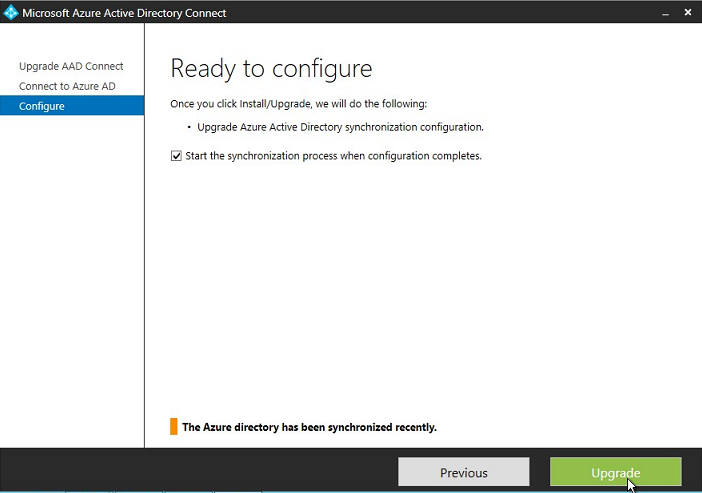 Microsoft Azure Active Directory Connect
Upgrade AAD Connect
Connect to Azure AD
Configure
Ready to configure
Once you click Install/Upgrade, we will do the following:
• Upgrade Azure Active Directory synchronization configuration.
Start the synchronization process when configuration completes.
The Azure directory has been synchronized recently.
Previous
Upgrade